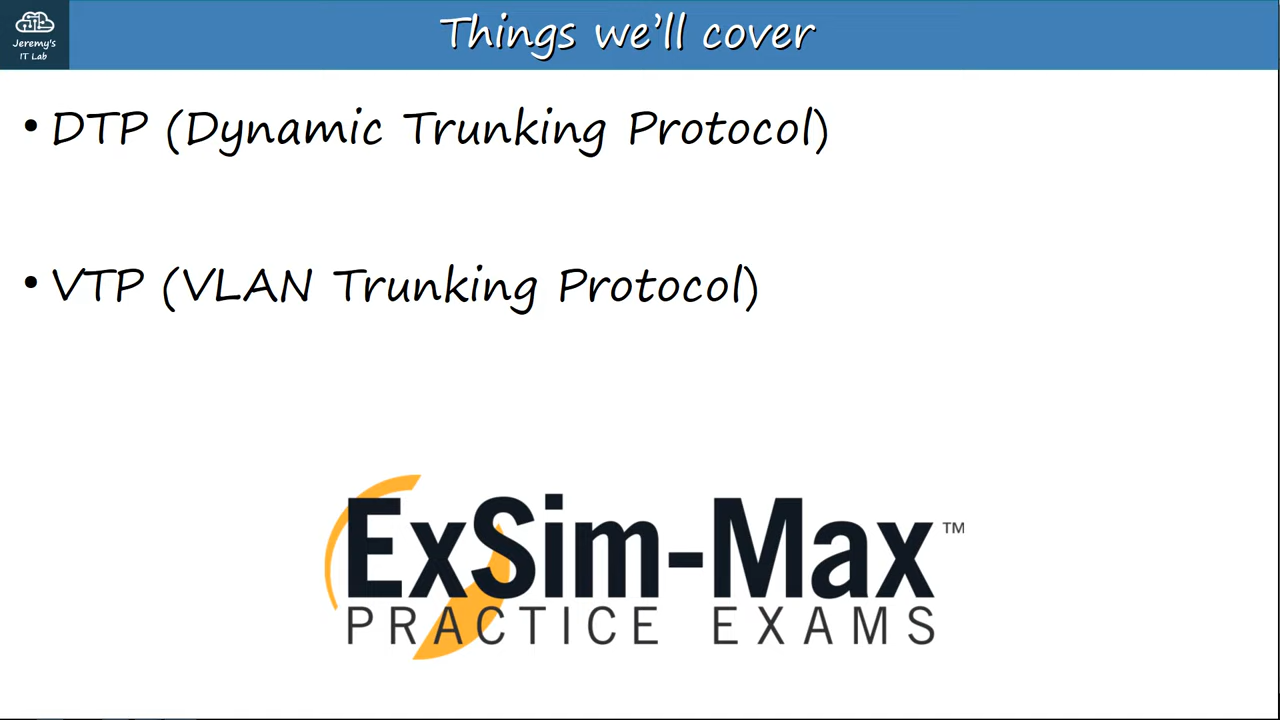 Jeremy's
IT Lab
Things we'll cover
• DTP (Dynamic Trunking Protocol)
• VTP (VLAN Trunking Protocol)
ExSim-Max™
PRACTICE EXAMS